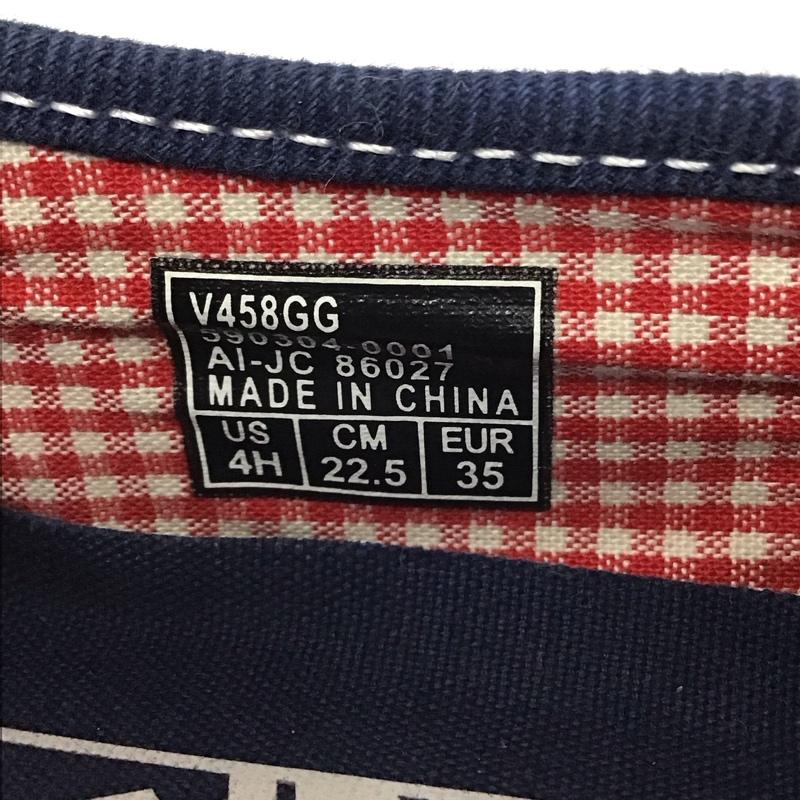 V458GG
590304-0001
AI-JC 86027
MADE IN CHINA
US CM EUR
4H 22.5 35